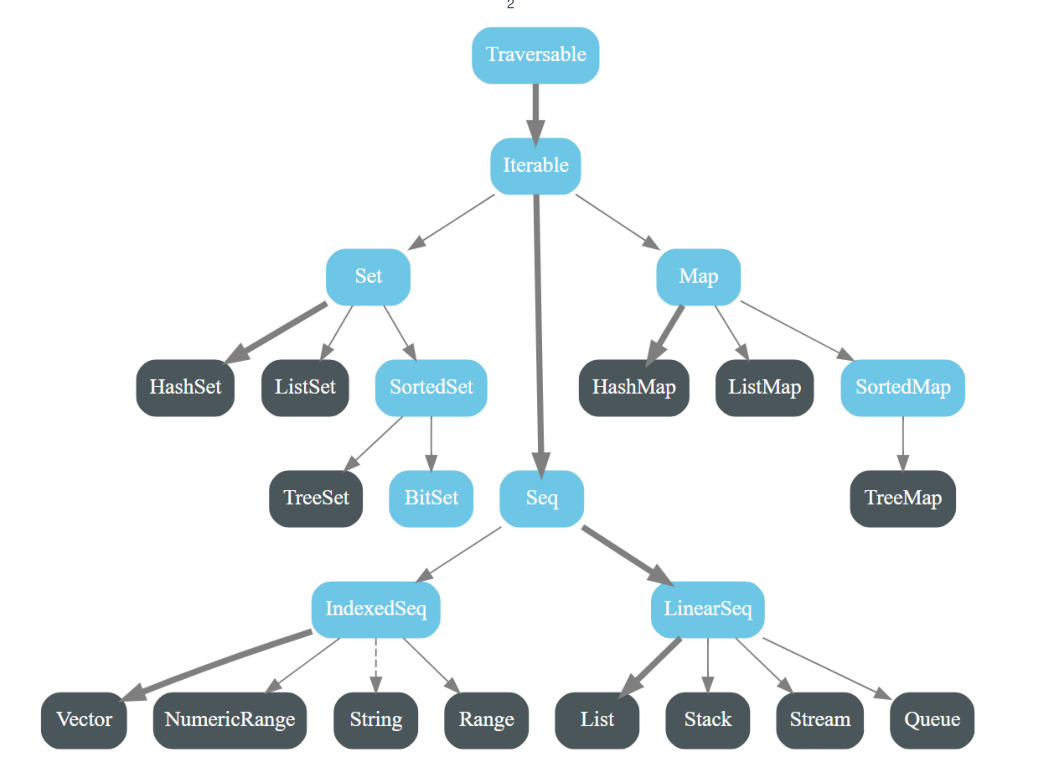 2
Traversable
Iterable
Set
Map
HashSet
ListSet
SortedSet
HashMap
ListMap
SortedMap
TreeSet
BitSet
Seq
TreeMap
IndexedSeq
LinearSeq
Vector
NumericRange
String
Range
List
Stack
Stream
Queue